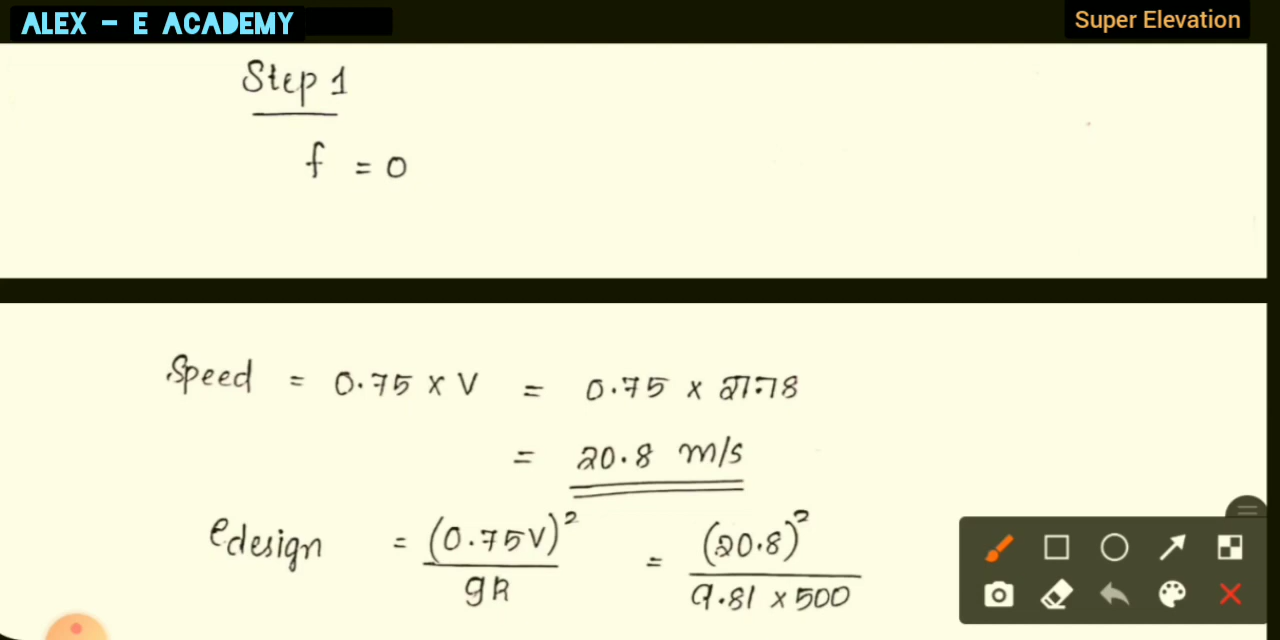 ALEX - E ACADEMY
Super Elevation
Step 1
f = 0
Speed = 0.75 x V = 0.75 x 27.78
= 20.8 m/s
e design = (0.75V)² / gR = (20.8)² / 9.81 x 500